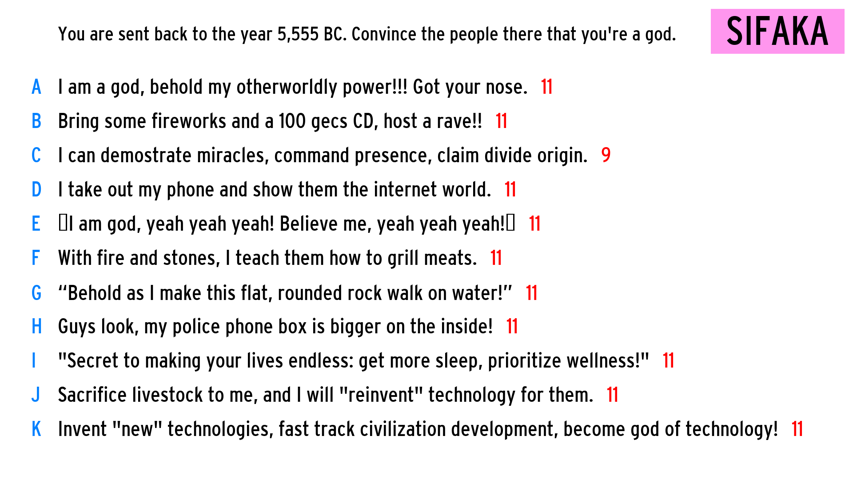 You are sent back to the year 5,555 BC. Convince the people there that you're a god.
SIFAKA
A I am a god, behold my otherworldly power!!! Got your nose. 11
B Bring some fireworks and a 100 gecs CD, host a rave!! 11
C I can demostrate miracles, command presence, claim divide origin. 9
D I take out my phone and show them the internet world. 11
E ▯I am god, yeah yeah yeah! Believe me, yeah yeah yeah!▯ 11
F With fire and stones, I teach them how to grill meats. 11
G “Behold as I make this flat, rounded rock walk on water!” 11
H Guys look, my police phone box is bigger on the inside! 11
I "Secret to making your lives endless: get more sleep, prioritize wellness!" 11
J Sacrifice livestock to me, and I will "reinvent" technology for them. 11
K Invent "new" technologies, fast track civilization development, become god of technology! 11